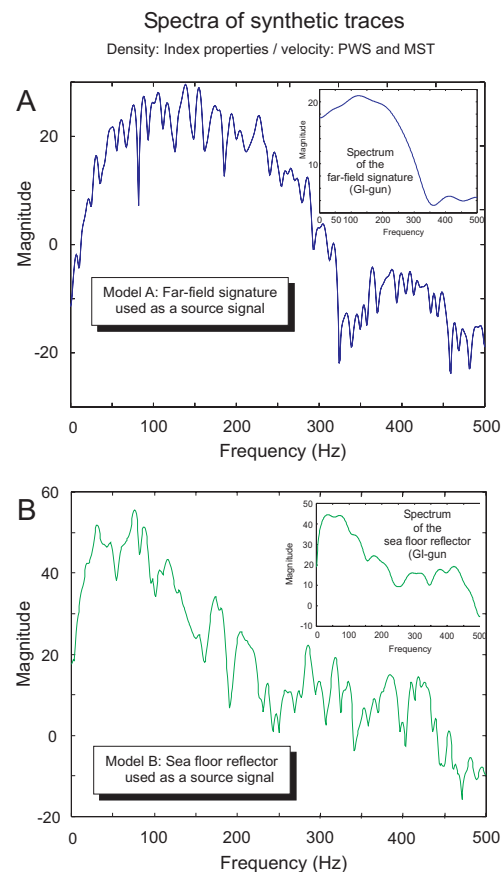 Spectra of synthetic traces
Density: Index properties / velocity: PWS and MST
A
Magnitude
20
0
-20
0
100
200
300
400
500
Frequency (Hz)
Model A: Far-field signature
used as a source signal
Magnitude
20
10
0
Spectrum
of the
far-field signature
(GI-gun)
0 50 100 200 300 400 500
Frequency
B
Magnitude
60
40
20
0
-20
0
100
200
300
400
500
Frequency (Hz)
Model B: Sea floor reflector
used as a source signal
Magnitude
50
40
30
20
10
0
-10
Spectrum
of the
sea floor reflector
(GI-gun
0 100 200 300 400 500
Frequency